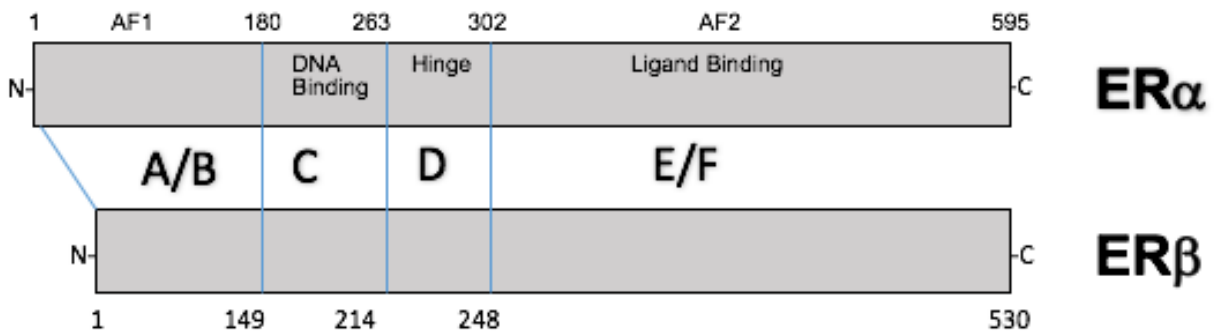 1 AF1 180 263 302 AF2 595
DNA Hinge Ligand Binding
Binding
N C ERα
A/B C D E/F
N C ERβ
1 149 214 248 530